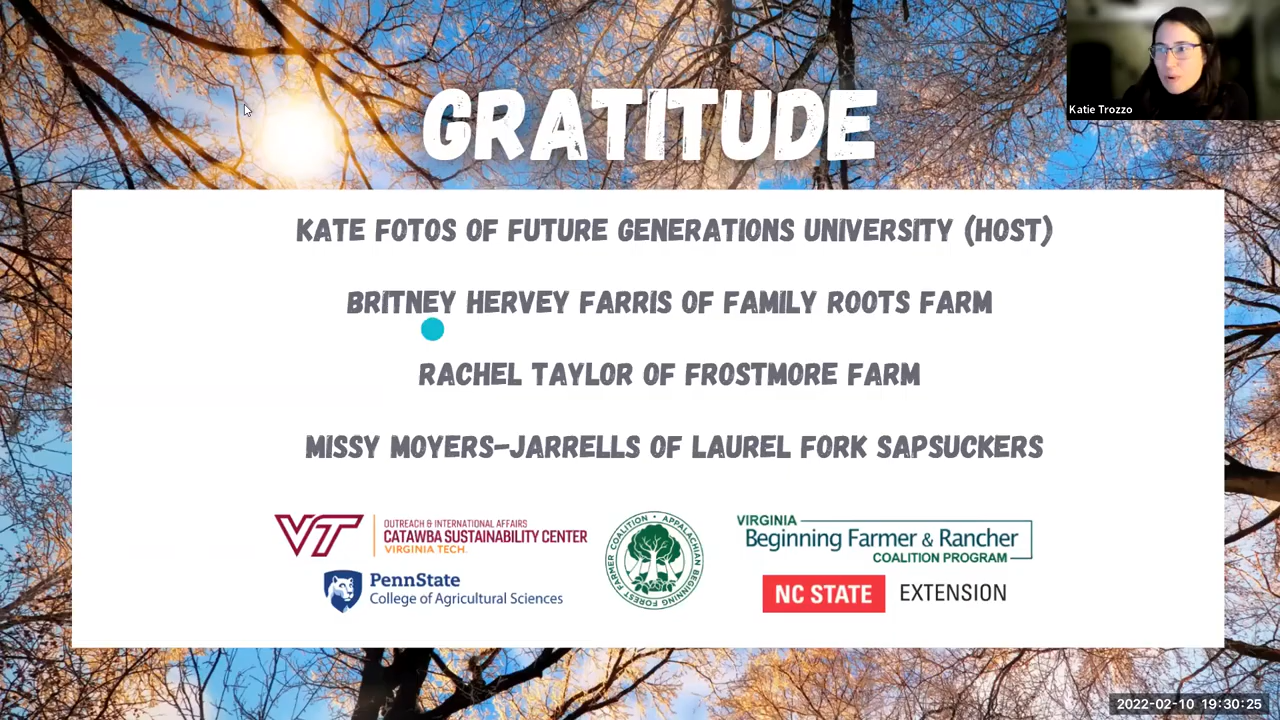 GRATITUDE
Katie Trozzo
KATE FOTOS OF FUTURE GENERATIONS UNIVERSITY (HOST)
BRITNEY HERVEY FARRIS OF FAMILY ROOTS FARM
RACHEL TAYLOR OF FROSTMORE FARM
MISSY MOYERS-JARRELLS OF LAUREL FORK SAPSUCKERS
VT
OUTREACH & INTERNATIONAL AFFAIRS
CATAWBA SUSTAINABILITY CENTER
VIRGINIA TECH.
PennState
College of Agricultural Sciences
APPALACHIAN BEGINNING FOREST FARMER COALITION
VIRGINIA
Beginning Farmer & Rancher
COALITION PROGRAM
NC STATE EXTENSION
2022-02-10 19:30:25